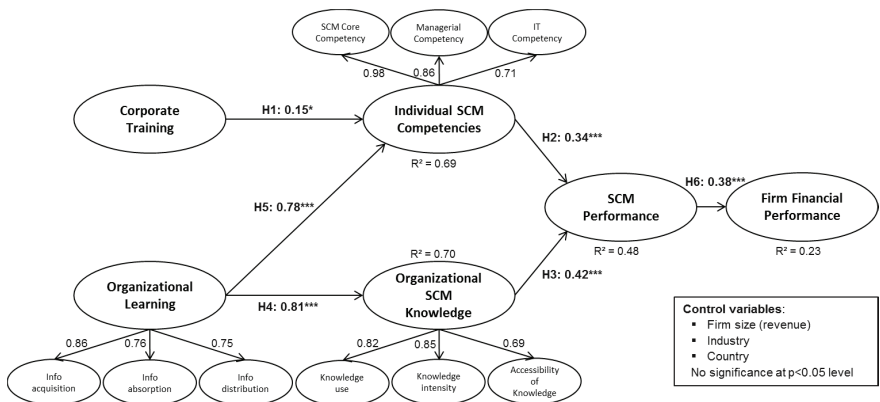 SCM Core
Competency
Managerial
Competency
IT
Competency
0.98
0.86
0.71
Corporate
Training
H1: 0.15*
Individual SCM
Competencies
R² = 0.69
H2: 0.34***
H5: 0.78***
SCM
Performance
R² = 0.48
H6: 0.38***
Firm Financial
Performance
R² = 0.23
R² = 0.70
Organizational
Learning
H4: 0.81***
Organizational
SCM
Knowledge
H3: 0.42***
0.86
0.76
0.75
Info
acquisition
Info
absorption
Info
distribution
0.82
0.85
0.69
Knowledge
use
Knowledge
intensity
Accessibility
of
Knowledge
Control variables:
▪ Firm size (revenue)
▪ Industry
▪ Country
No significance at p<0.05 level